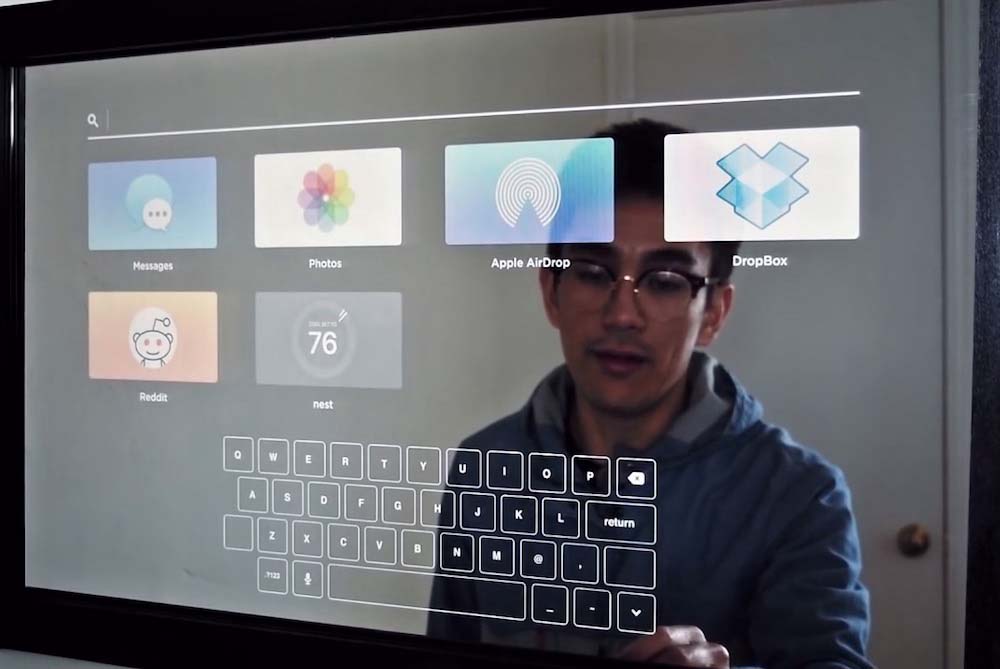 Messages
Photos
Apple AirDrop
DropBox
76
Reddit
nest
Q W E R T Y U I O P
A S D F G H J K L return
Z X C V B N M @ ,
.?123 _ -